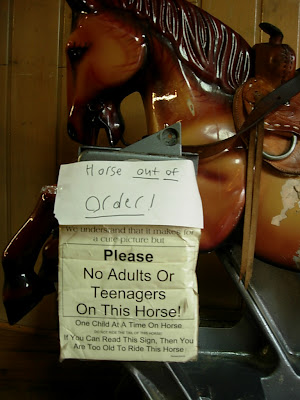 Horse out of
Order!
We understand that it makes for
a cute picture but
Please
No Adults Or
Teenagers
On This Horse!
One Child At A Time On Horse
If You Can Read This Sign, Then You
Are Too Old To Ride This Horse